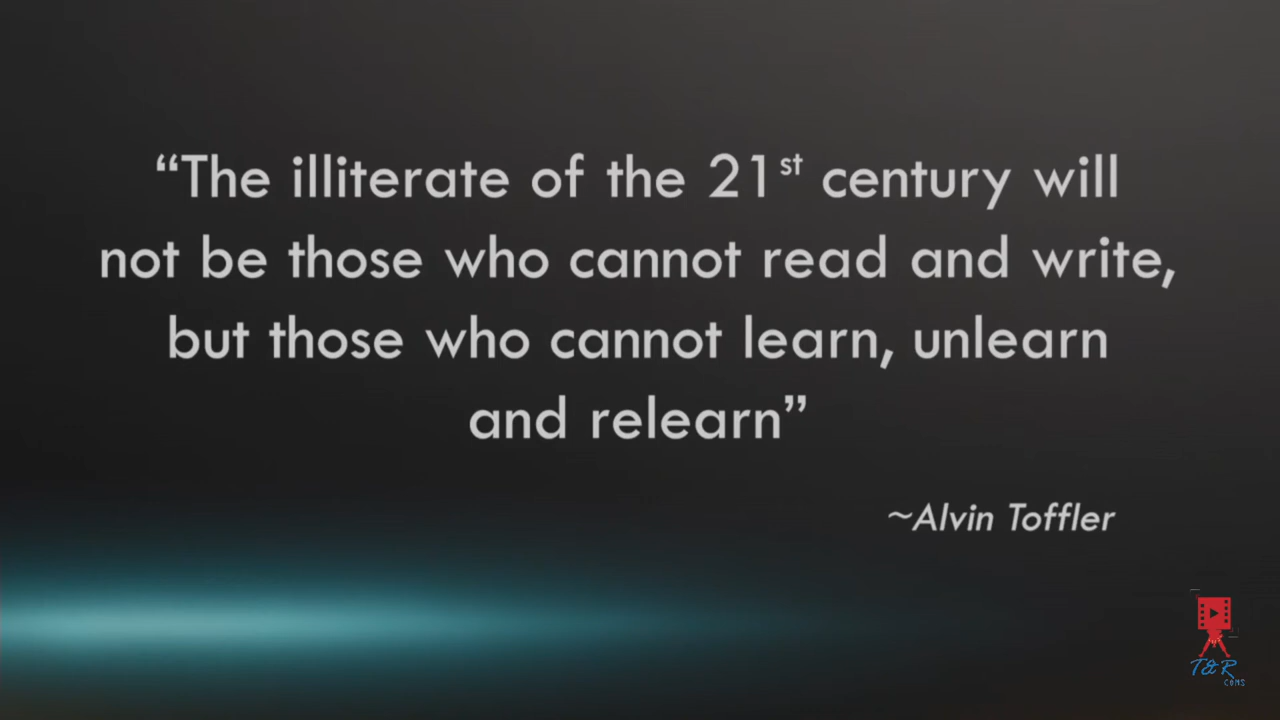 “The illiterate of the 21st century will
not be those who cannot read and write,
but those who cannot learn, unlearn
and relearn”
~Alvin Toffler
T&R
COMS